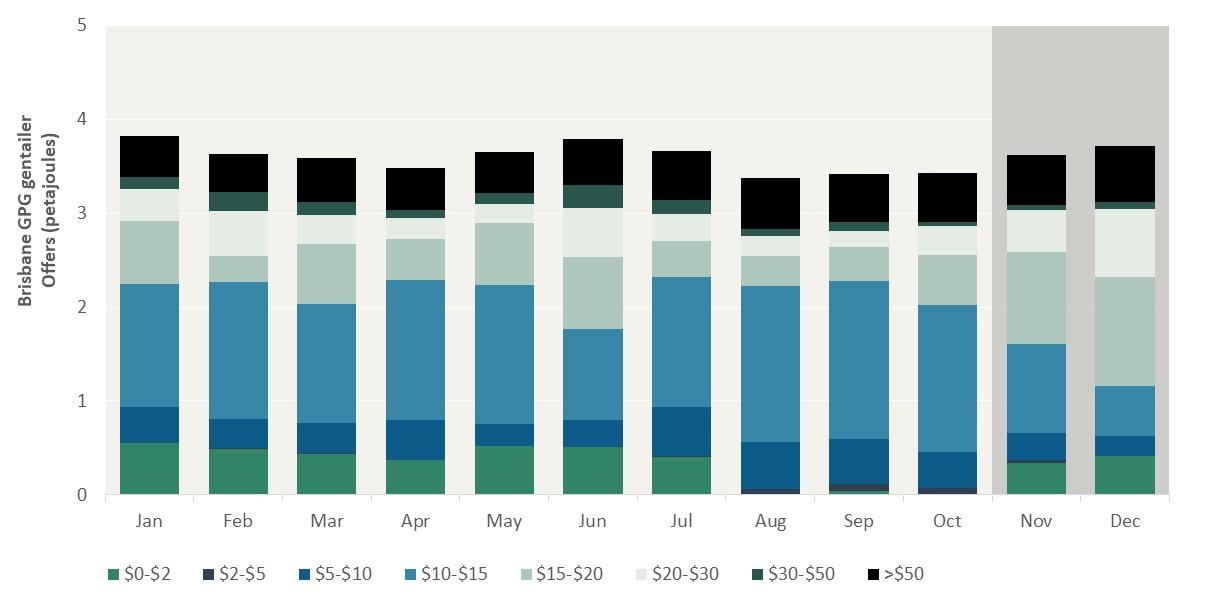 Brisbane GPG gentailer
Offers (petajoules)
5
4
3
2
1
0
Jan Feb Mar Apr May Jun Jul Aug Sep Oct Nov Dec
$0-$2 $2-$5 $5-$10 $10-$15 $15-$20 $20-$30 $30-$50 >$50